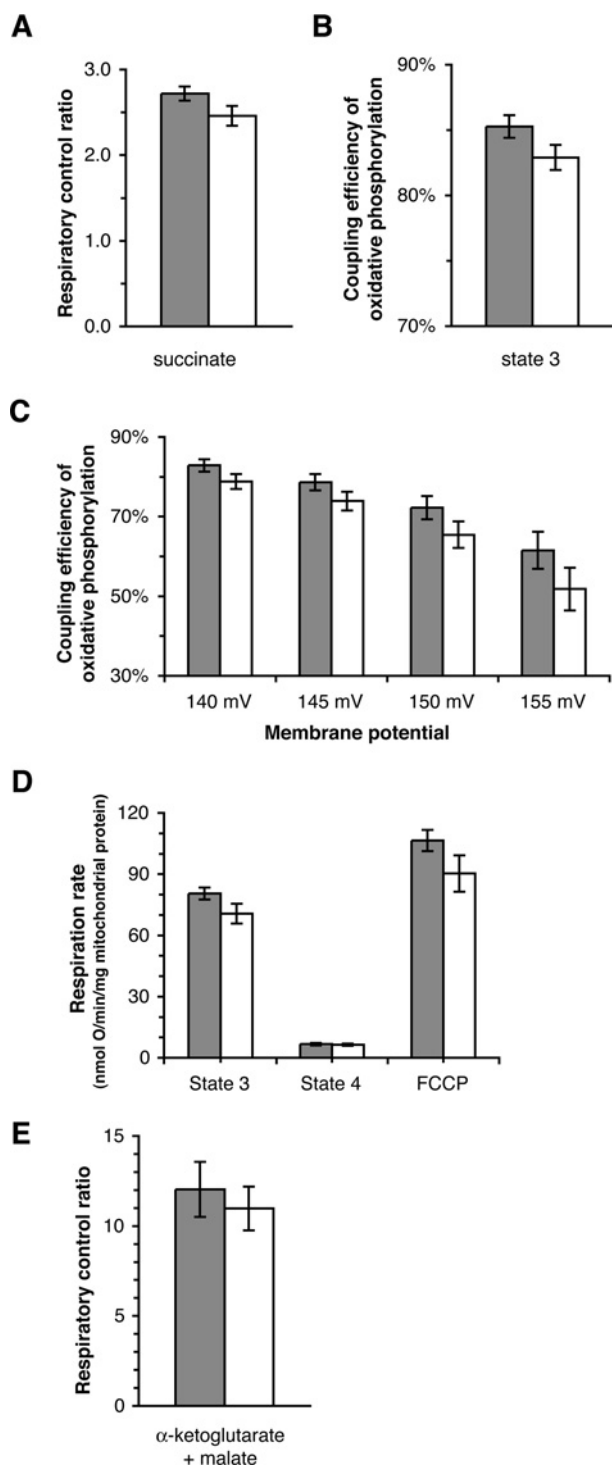 A
Respiratory control ratio
3.0
2.0
1.0
0.0
succinate
B
Coupling efficiency of
oxidative phosphorylation
90%
80%
70%
state 3
C
Coupling efficiency of
oxidative phosphorylation
90%
70%
50%
30%
140 mV
145 mV
150 mV
155 mV
Membrane potential
D
Respiration rate
(nmol O/min/mg mitochondrial protein)
120
90
60
30
0
State 3
State 4
FCCP
E
Respiratory control ratio
15
10
5
0
α-ketoglutarate
+ malate